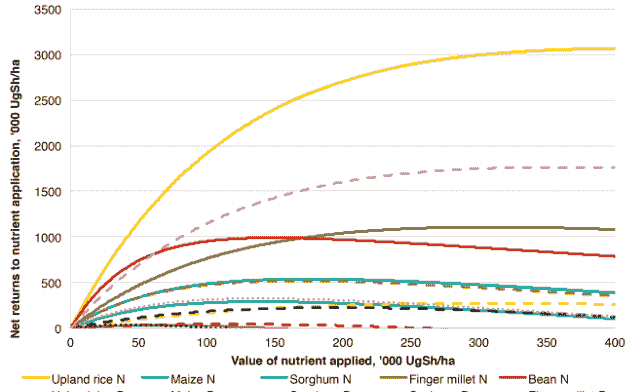 Net returns to nutrient application, '000 UgSh/ha
3500
3000
2500
2000
1500
1000
500
0
0 50 100 150 200 250 300 350 400
Value of nutrient applied, '000 UgSh/ha
Upland rice N Maize N Sorghum N Finger millet N Bean N